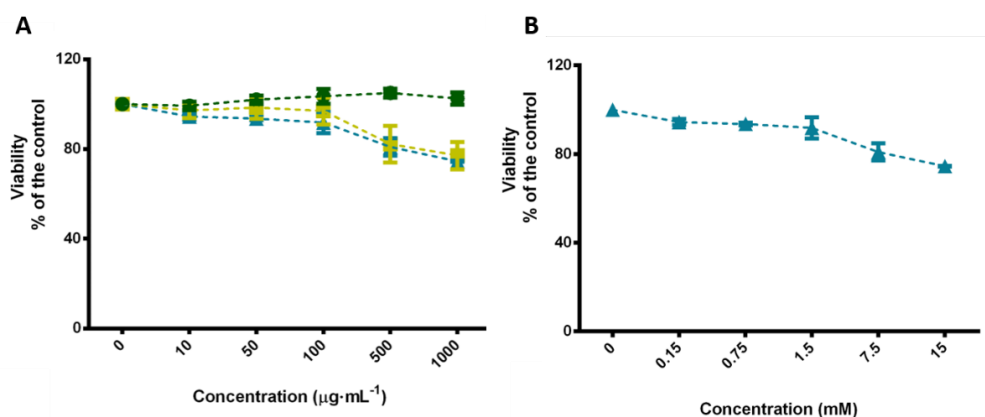 A
120
80
40
0
Viability
% of the control
0
10
50
100
500
1000
Concentration (µg·mL⁻¹)
B
120
80
40
0
Viability
% of the control
0
0.15
0.75
1.5
7.5
15
Concentration (mM)